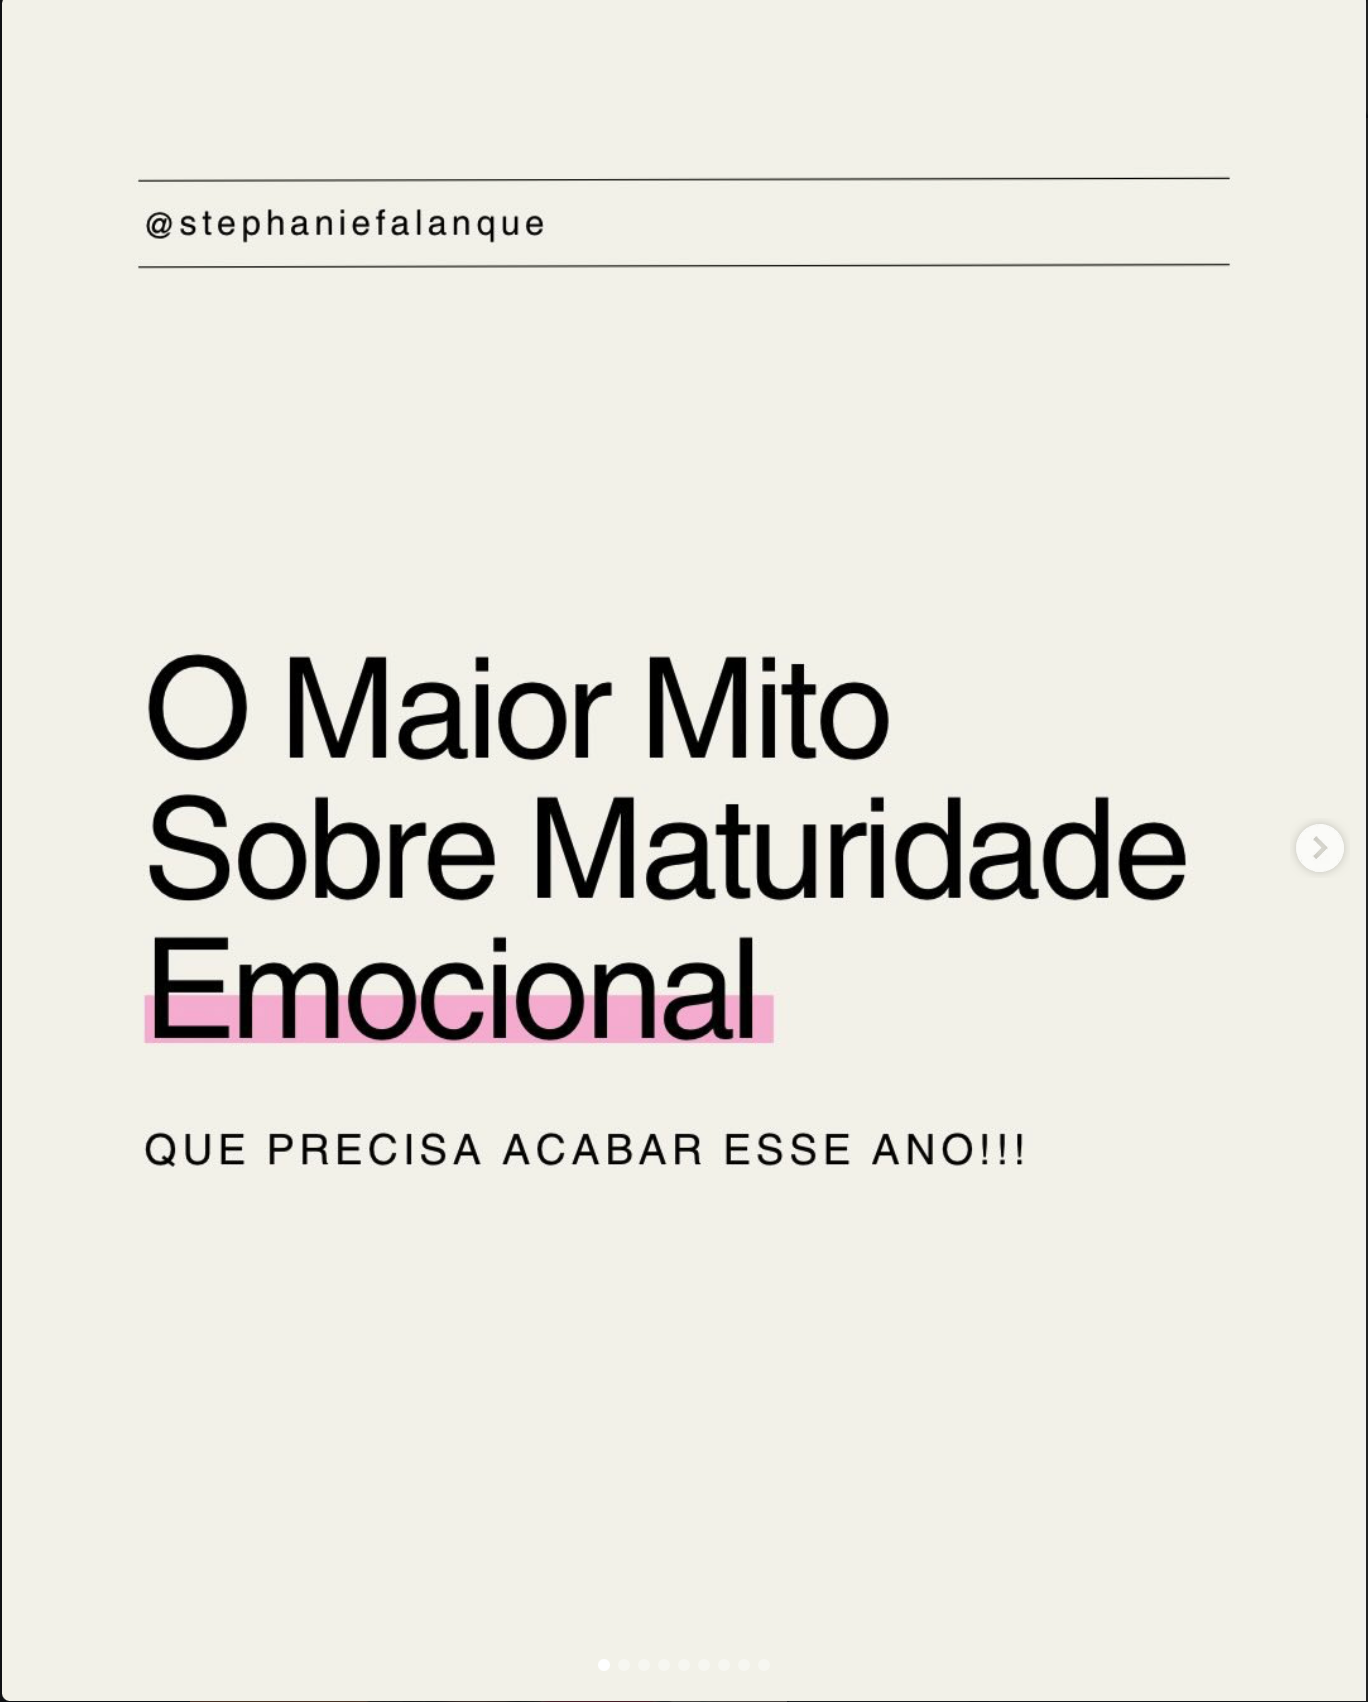 @stephaniefalanque
O Maior Mito
Sobre Maturidade
Emocional
QUE PRECISA ACABAR ESSE ANO!!!